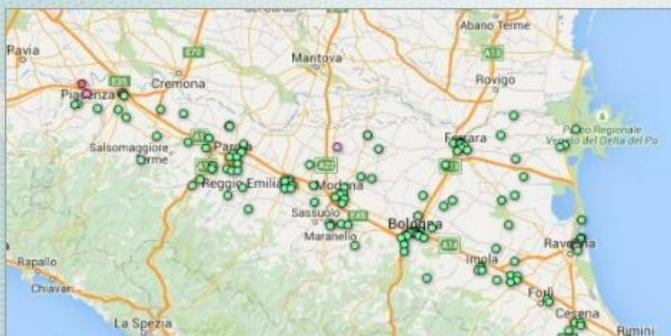 Abano Terme
Pavia
E70
Mantova
A13
Rovigo
E35
Cremona
Piacenza
Parco Regionale
Veneto del Delta del Po
Ferrara
Salsomaggiore
Terme
Parma
A22
Reggio Emilia
Modena
Sassuolo
E45
Bologna
Maranello
A14
Ravenna
Imola
Rapallo
Chiavari
Forlì
Cesena
La Spezia
Rimini